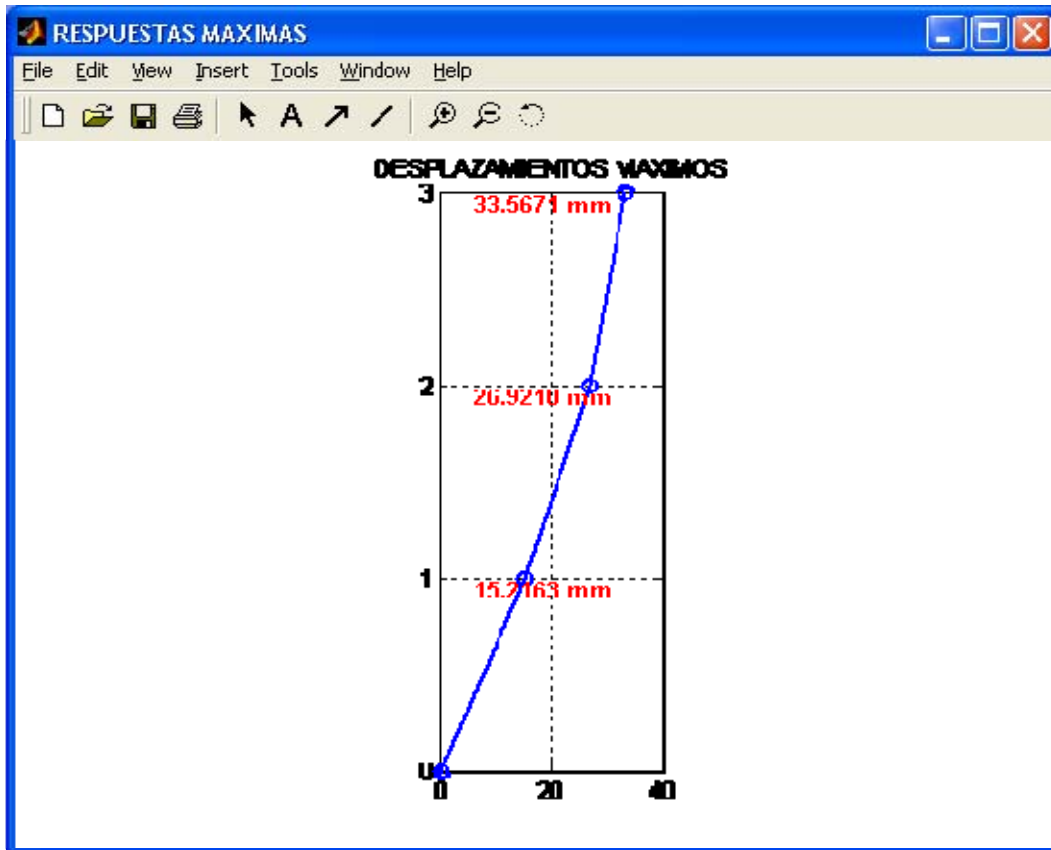 RESPUESTAS MAXIMAS
File Edit View Insert Tools Window Help
DESPLAZAMIENTOS MAXIMOS
3
33.5671 mm
2
26.9210 mm
1
15.2163 mm
0
0 20 40